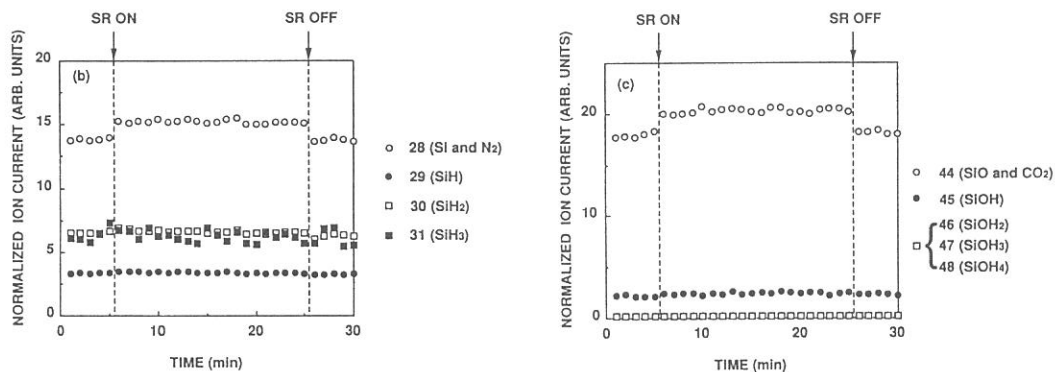 SR ON
SR OFF
(b)
NORMALIZED ION CURRENT (ARB. UNITS)
20
15
10
5
0
0
10
20
30
TIME (min)
28 (SI and N2)
29 (SiH)
30 (SiH2)
31 (SiH3)
SR ON
SR OFF
(c)
NORMALIZED ION CURRENT (ARB. UNITS)
20
10
0
0
10
20
30
TIME (min)
44 (SiO and CO2)
45 (SiOH)
46 (SiOH2)
47 (SiOH3)
48 (SiOH4)